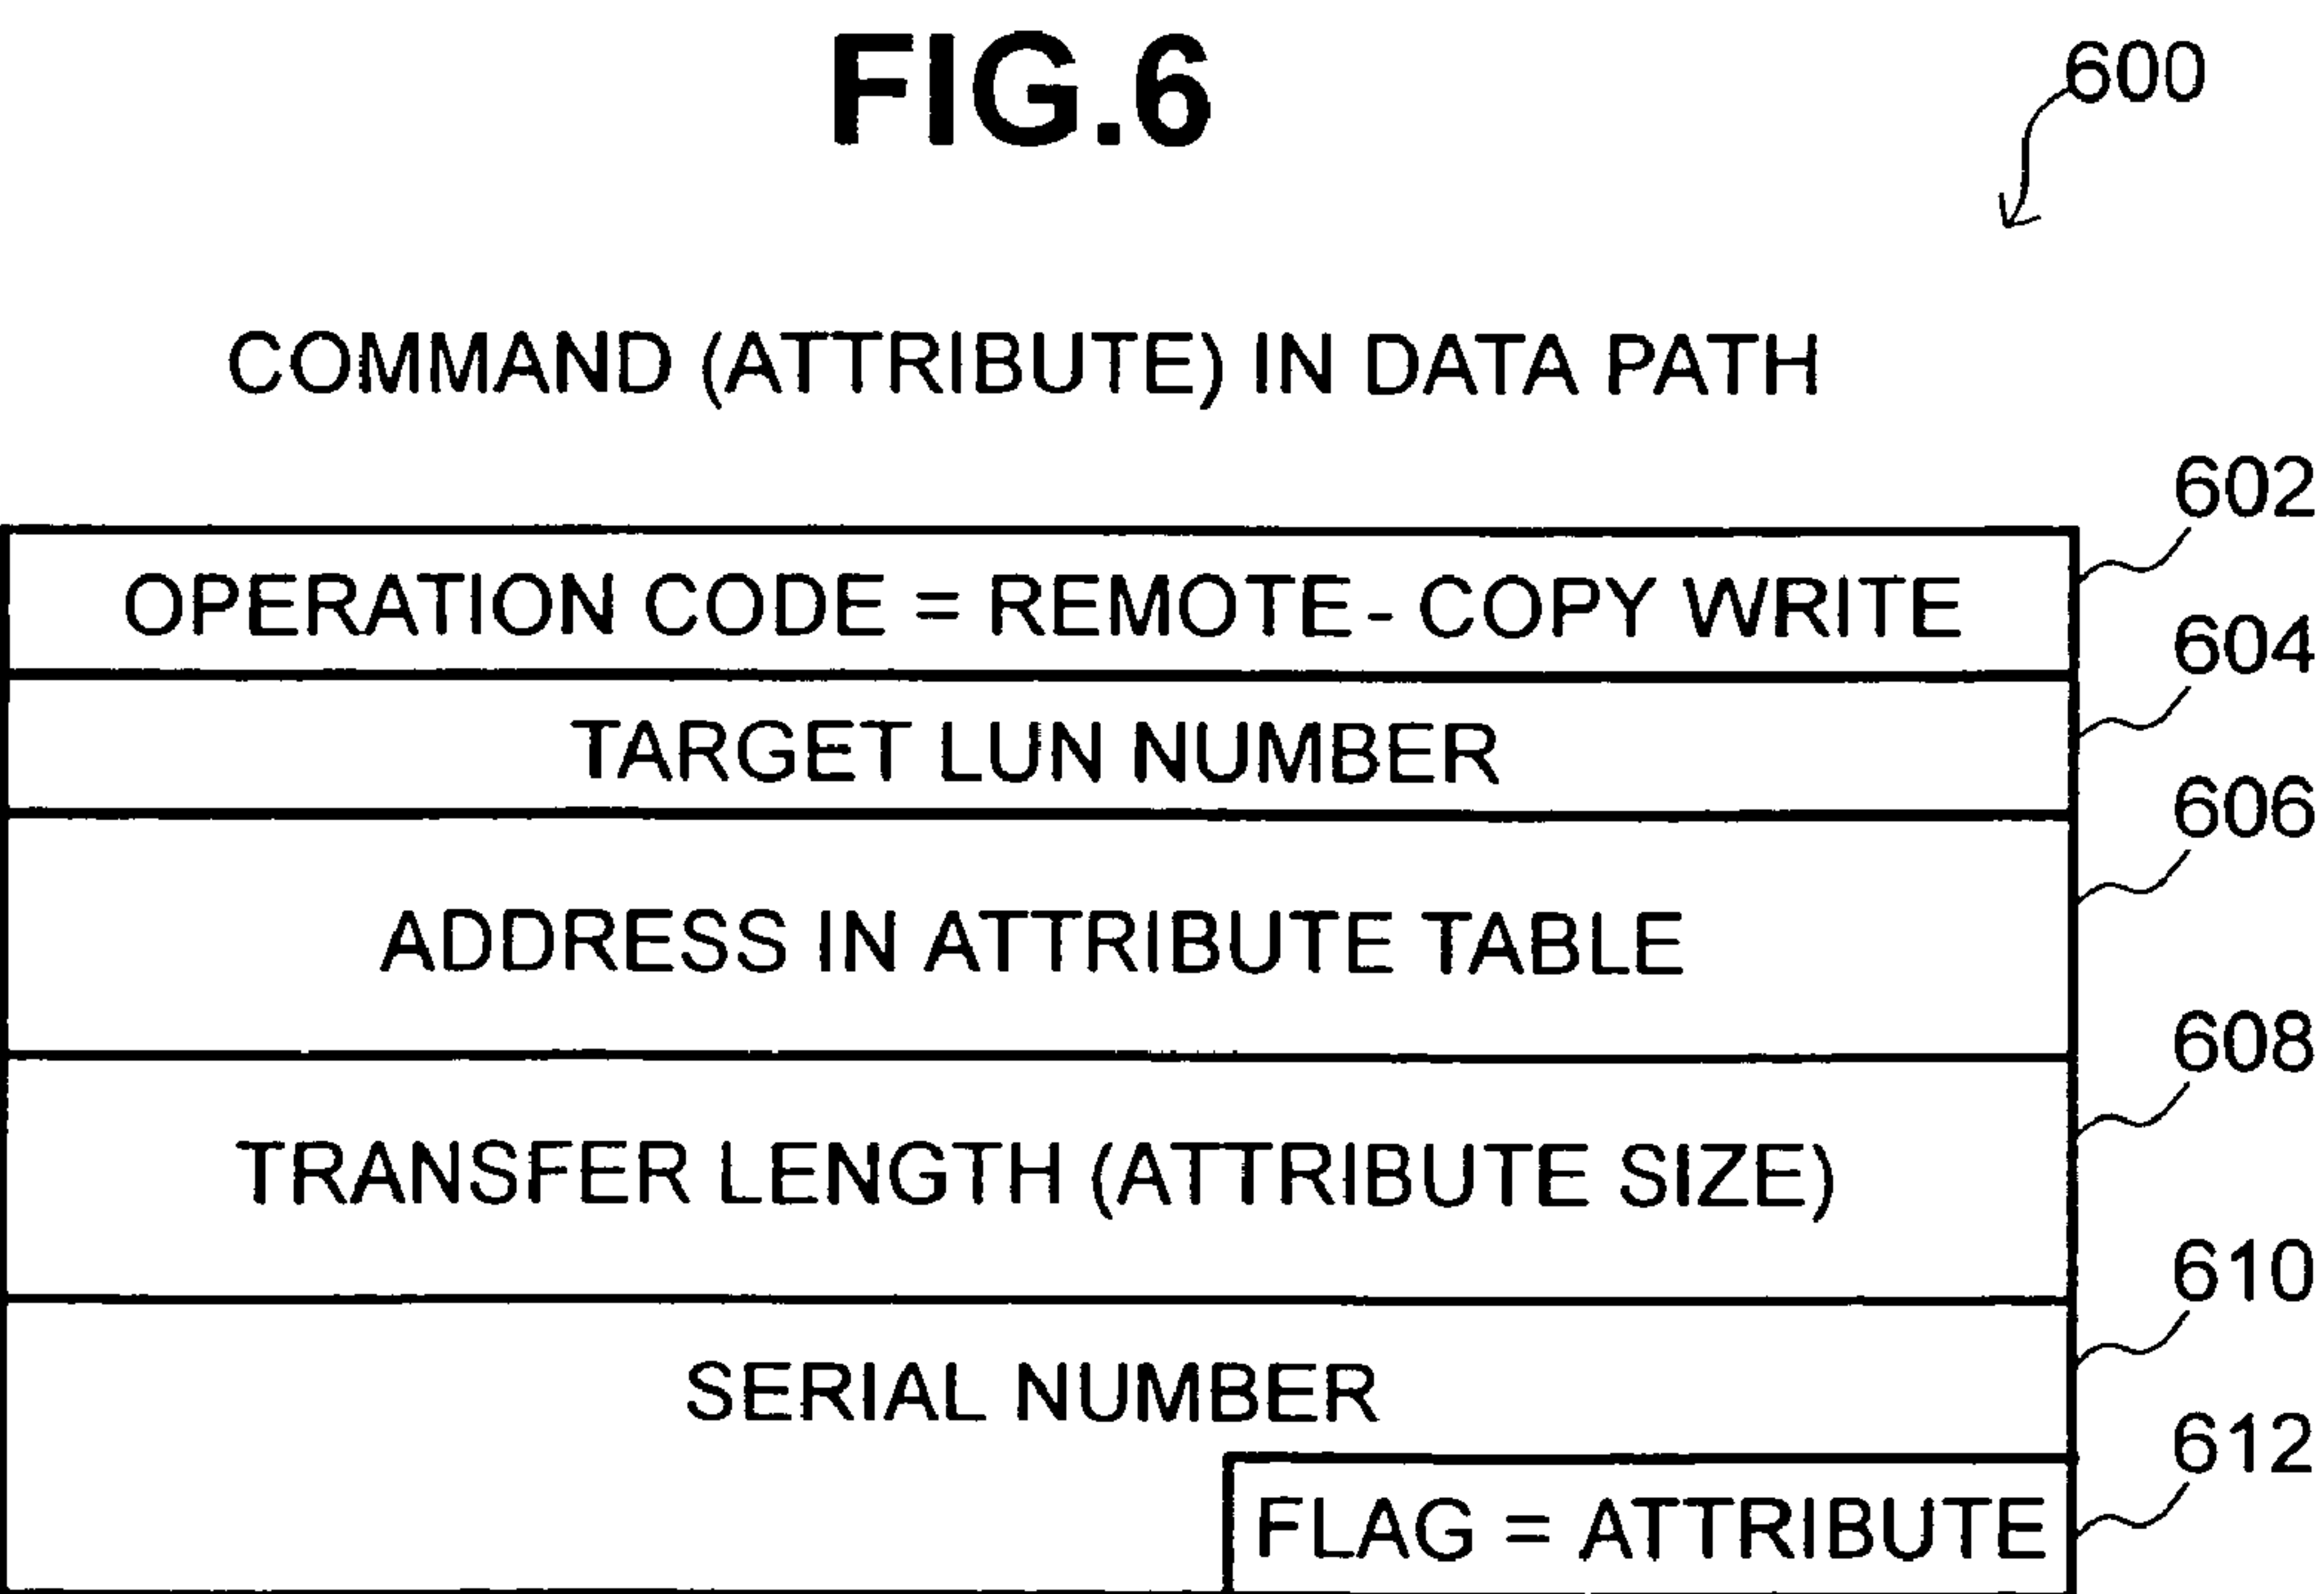 FIG.6
600
COMMAND (ATTRIBUTE) IN DATA PATH
602
OPERATION CODE = REMOTE - COPY WRITE
604
TARGET LUN NUMBER
606
ADDRESS IN ATTRIBUTE TABLE
608
TRANSFER LENGTH (ATTRIBUTE SIZE)
610
SERIAL NUMBER
612
FLAG = ATTRIBUTE